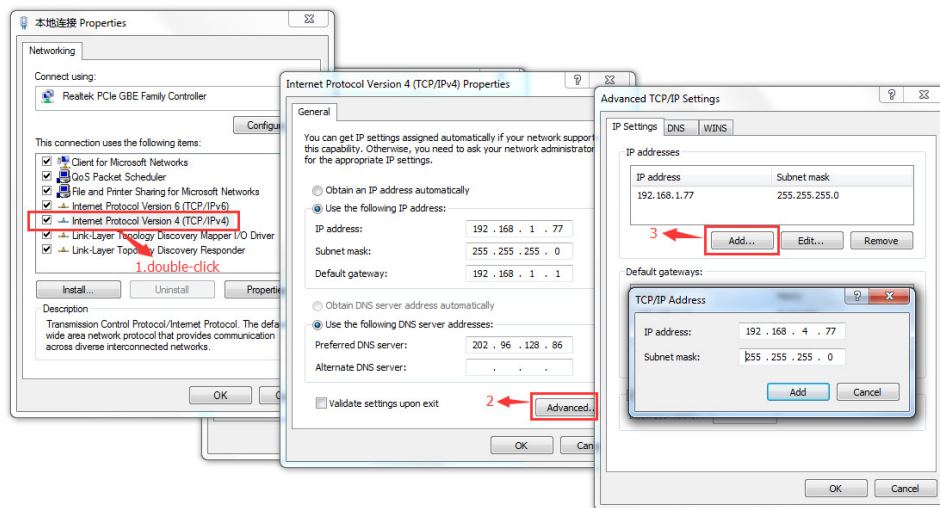 本地连接 Properties
Networking
Connect using:
Realtek PCIe GBE Family Controller
This connection uses the following items:
Client for Microsoft Networks
QoS Packet Scheduler
File and Printer Sharing for Microsoft Networks
Internet Protocol Version 6 (TCP/IPv6)
Internet Protocol Version 4 (TCP/IPv4)
Link-Layer Topology Discovery Mapper I/O Driver
Link-Layer Topology Discovery Responder
1.double-click
Install...
Uninstall
Description
Transmission Control Protocol/Internet Protocol. The
wide area network protocol that provides communication
across diverse interconnected networks.
OK
Internet Protocol Version 4 (TCP/IPv4) Properties
General
You can get IP settings assigned automatically if your network support
this capability. Otherwise, you need to ask your network administrator
for the appropriate IP settings.
Obtain an IP address automatically
Use the following IP address:
IP address: 192 . 168 . 1 . 77
Subnet mask: 255 . 255 . 255 . 0
Default gateway: 192 . 168 . 1 . 1
Obtain DNS server address automatically
Use the following DNS server addresses:
Preferred DNS server: 202 . 96 . 128 . 86
Alternate DNS server: . . .
Validate settings upon exit
2
Advanced..
OK
Advanced TCP/IP Settings
IP Settings DNS WINS
IP addresses
IP address Subnet mask
192.168.1.77 255.255.255.0
3
Add... Edit... Remove
Default gateways:
TCP/IP Address
IP address: 192 . 168 . 4 . 77
Subnet mask: 255 . 255 . 255 . 0
Add Cancel
OK Cancel